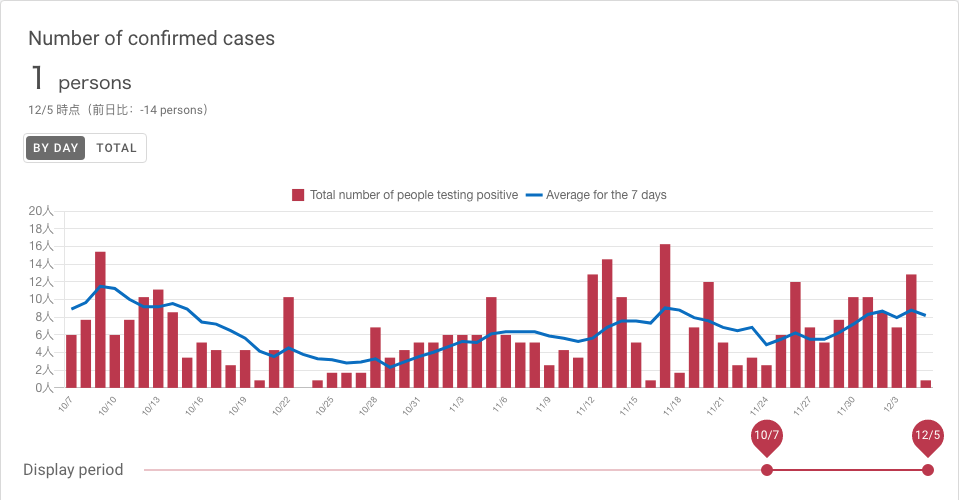 Number of confirmed cases
1 persons
12/5 時点（前日比： -14 persons）
BY DAY TOTAL
Total number of people testing positive Average for the 7 days
20人
18人
16人
14人
12人
10人
8人
6人
4人
2人
0人
10/7 10/10 10/13 10/16 10/19 10/22 10/25 10/28 10/31 11/3 11/6 11/9 11/12 11/15 11/18 11/21 11/24 11/27 11/30 12/3
10/7 12/5
Display period